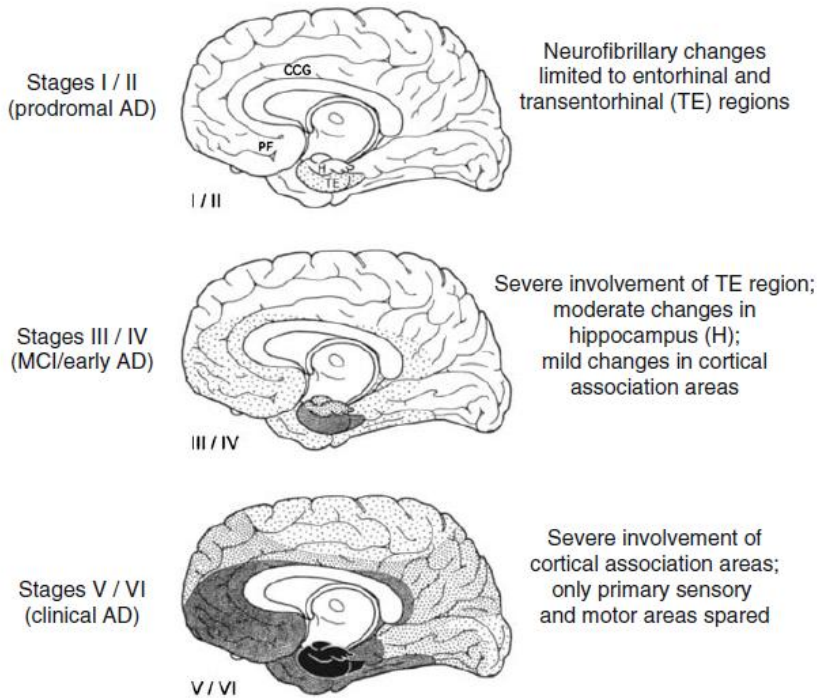 Stages I / II
(prodromal AD)
CCG
PF
H
TE
I / II
Neurofibrillary changes
limited to entorhinal and
transentorhinal (TE) regions
Stages III / IV
(MCI/early AD)
III / IV
Severe involvement of TE region;
moderate changes in
hippocampus (H);
mild changes in cortical
association areas
Stages V / VI
(clinical AD)
V / VI
Severe involvement of
cortical association areas;
only primary sensory
and motor areas spared